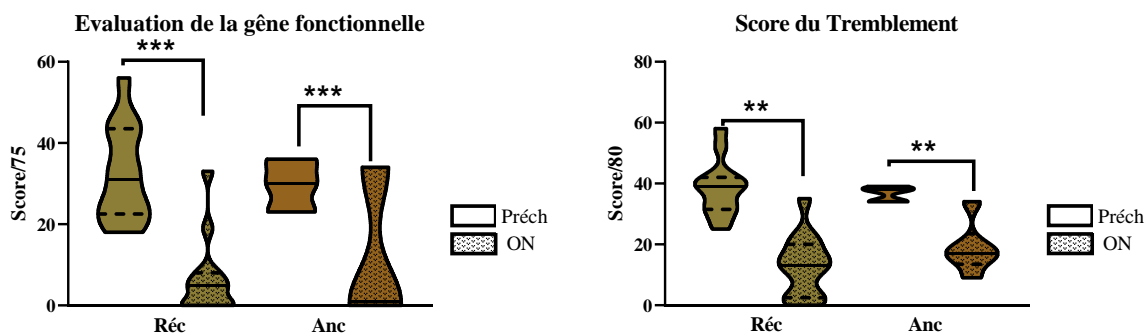 Evaluation de la gêne fonctionnelle
***
***
60
40
20
0
Score/75
Réc
Anc
Préch
ON
Score du Tremblement
**
**
80
60
40
20
0
Score/80
Réc
Anc
Préch
ON